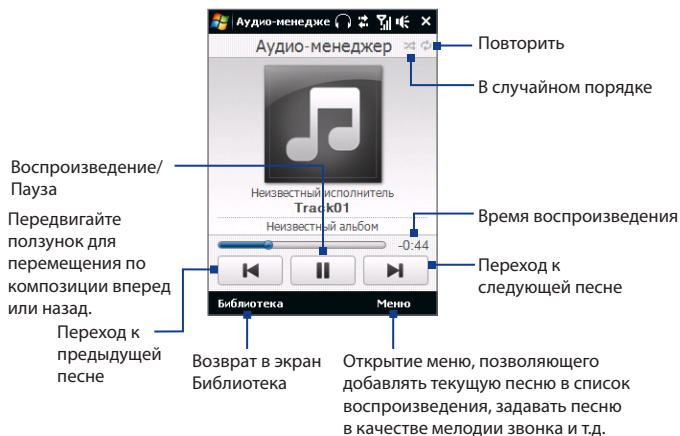 Аудио-менедже
Аудио-менеджер
Повторить
В случайном порядке
Воспроизведение/
Пауза
Неизвестный исполнитель
Track01
Неизвестный альбом
Передвигайте
ползунок для
перемещения по
композиции вперед
или назад.
Время воспроизведения
-0:44
Переход к
следующей песне
Библиотека
Меню
Переход к
предыдущей
песне
Возврат в экран
Библиотека
Открытие меню, позволяющего
добавлять текущую песню в список
воспроизведения, задавать песню
в качестве мелодии звонка и т.д.